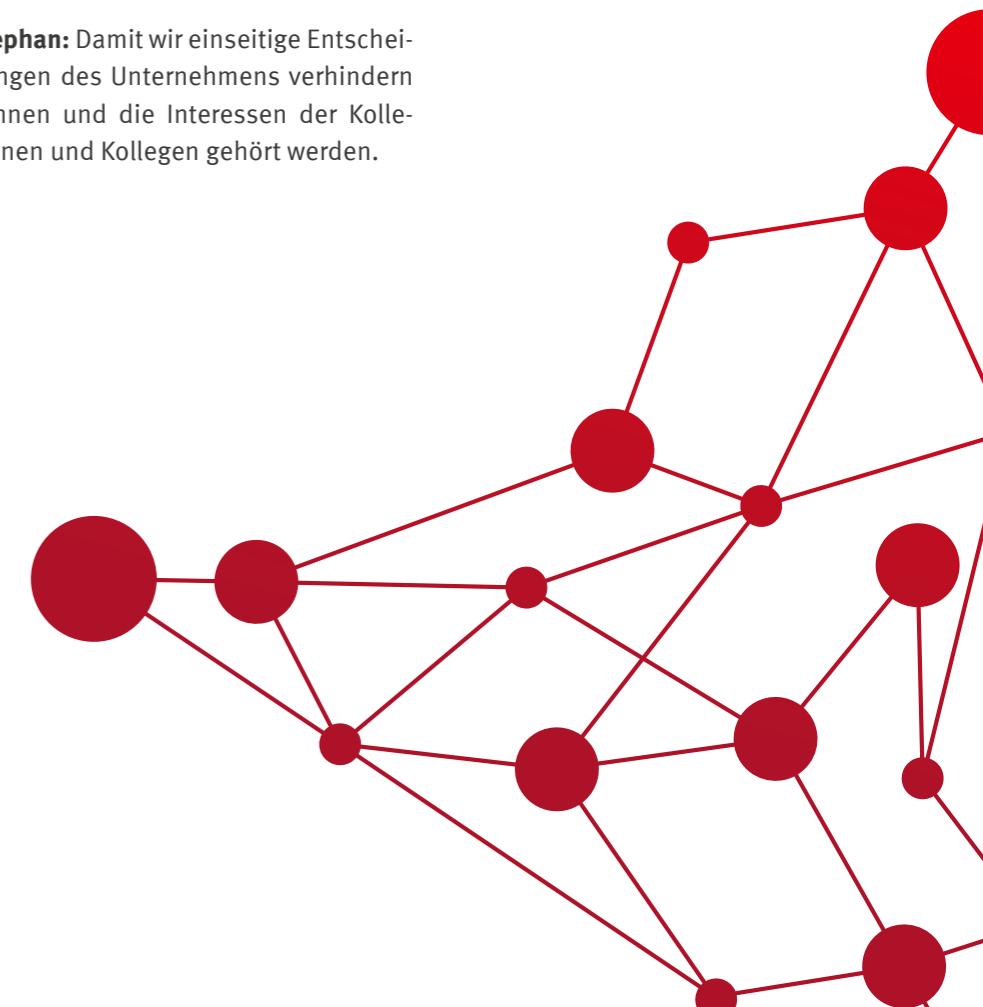 ephan: Damit wir einseitige Entschei-
ngen des Unternehmens verhindern
nnen und die Interessen der Kolle-
nen und Kollegen gehört werden.